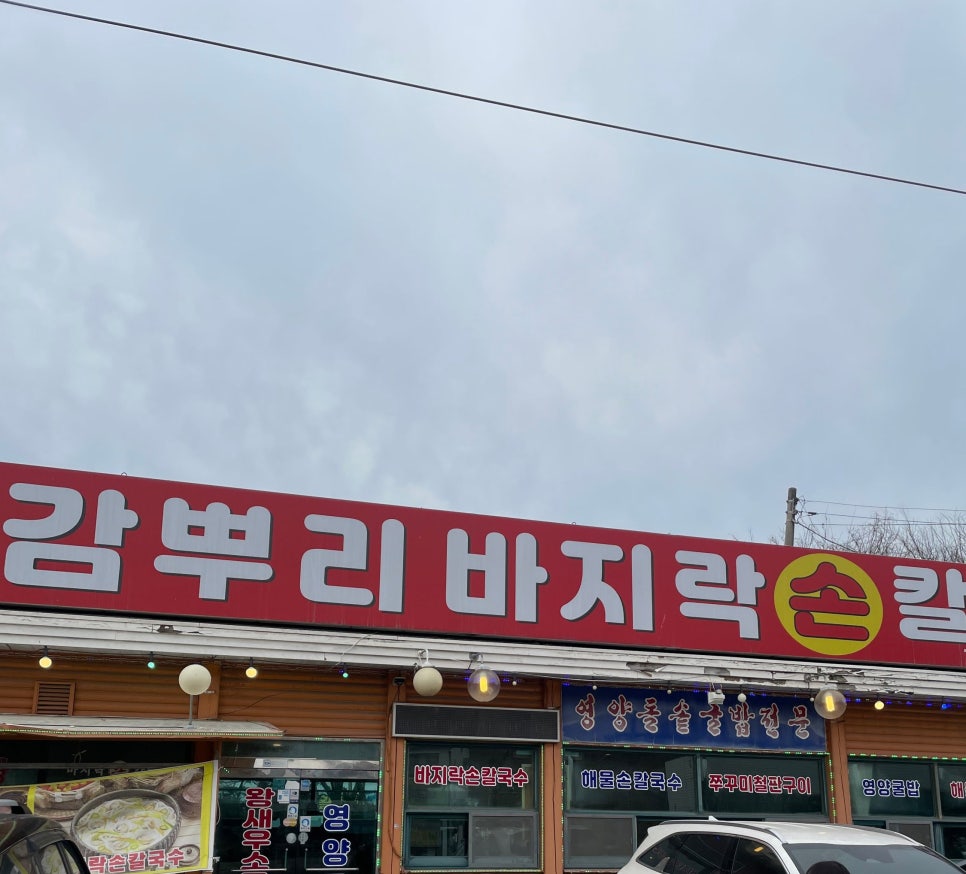 감뿌리바지락손칼
영양돌솥굴밥전문
바지락손칼국수
해물손칼국수
쭈꾸미철판구이
영양굴밥
해
왕새우소
영양
락손칼국수